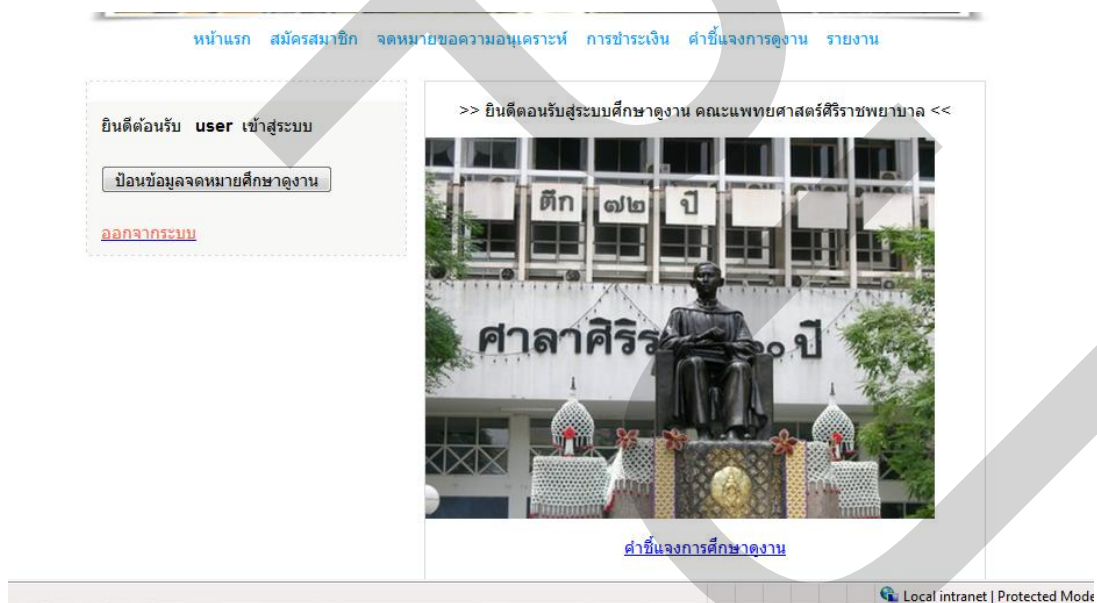 หน้าแรก สมัครสมาชิก จดหมายขอความอนุเคราะห์ การชำระเงิน คำชี้แจงการดูงาน รายงาน
ยินดีต้อนรับ user เข้าสู่ระบบ
ป้อนข้อมูลจดหมายศึกษาดูงาน
ออกจากระบบ
>> ยินดีตอนรับสู่ระบบศึกษาดูงาน คณะแพทยศาสตร์ศิริราชพยาบาล <<
ตึก ๗๒ ปี
ศาลาศิริร ๐๐ ปี
คำชี้แจงการศึกษาดูงาน
Local intranet | Protected Mode